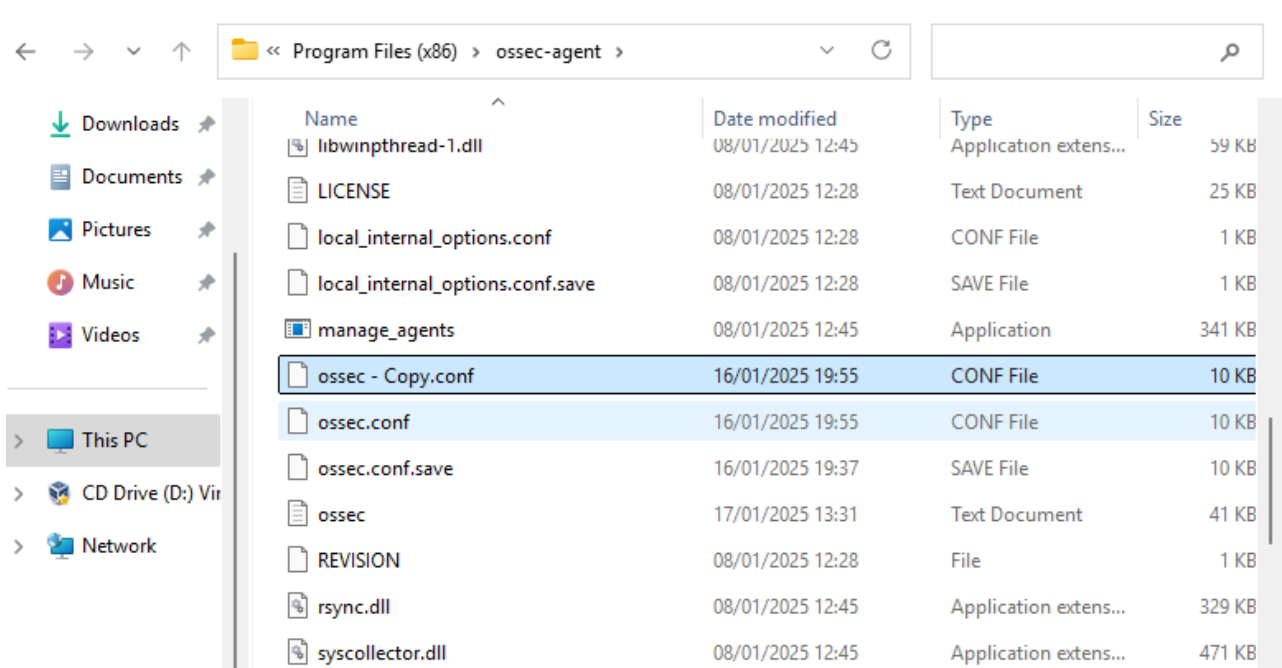 « Program Files (x86) › ossec-agent ›
Downloads
Documents
Pictures
Music
Videos
This PC
CD Drive (D:) Vir
Network
Name Date modified Type Size
libwinpthread-1.dll 08/01/2025 12:45 Application extens... 59 KB
LICENSE 08/01/2025 12:28 Text Document 25 KB
local_internal_options.conf 08/01/2025 12:28 CONF File 1 KB
local_internal_options.conf.save 08/01/2025 12:28 SAVE File 1 KB
manage_agents 08/01/2025 12:45 Application 341 KB
ossec - Copy.conf 16/01/2025 19:55 CONF File 10 KB
ossec.conf 16/01/2025 19:55 CONF File 10 KB
ossec.conf.save 16/01/2025 19:37 SAVE File 10 KB
ossec 17/01/2025 13:31 Text Document 41 KB
REVISION 08/01/2025 12:28 File 1 KB
rsync.dll 08/01/2025 12:45 Application extens... 329 KB
syscollector.dll 08/01/2025 12:45 Application extens... 471 KB